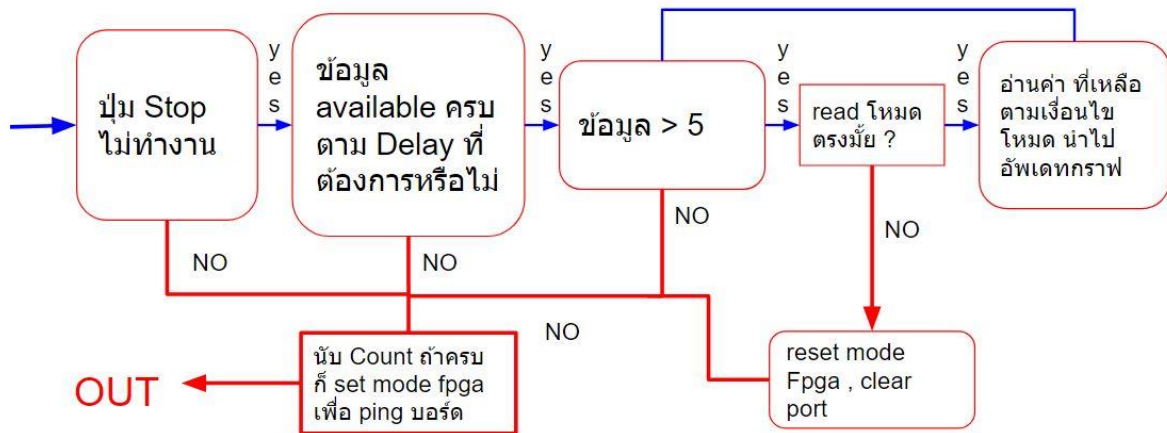 ปุ่ม Stop
ไม่ทำงาน
yes
ข้อมูล
available ครบ
ตาม Delay ที่
ต้องการหรือไม่
yes
ข้อมูล > 5
yes
read โหมด
ตรงมั้ย ?
yes
อ่านค่า ที่เหลือ
ตามเงื่อนไข
โหมด นำไป
อัพเดทกราฟ
NO
NO
NO
NO
NO
นับ Count ถ้าครบ
ก็ set mode fpga
เพื่อ ping บอร์ด
OUT
reset mode
Fpga , clear
port